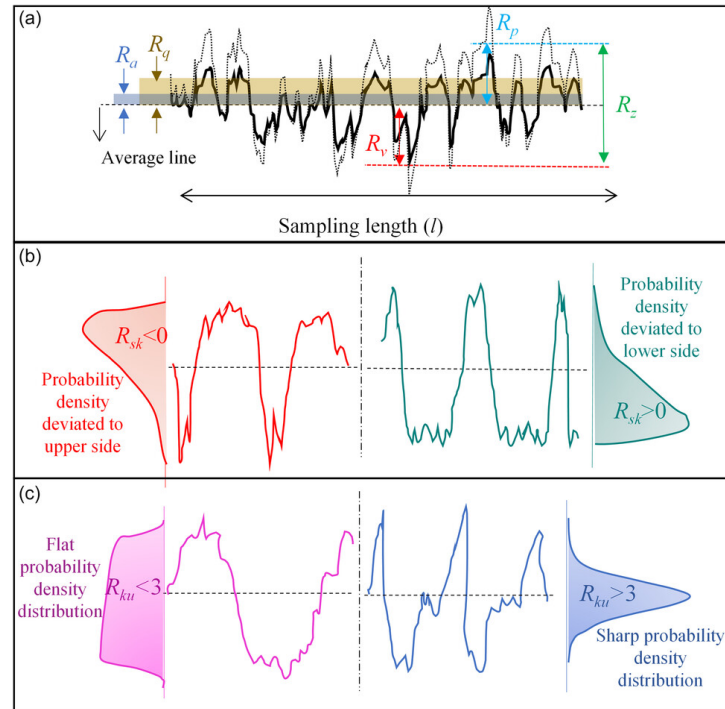 (a)
R_a
R_q
R_p
R_z
R_v
Average line
Sampling length (l)
(b)
R_sk<0
Probability
density
deviated to
upper side
Probability
density
deviated to
lower side
R_sk>0
(c)
Flat
probability
density
distribution
R_ku<3
R_ku>3
Sharp probability
density
distribution